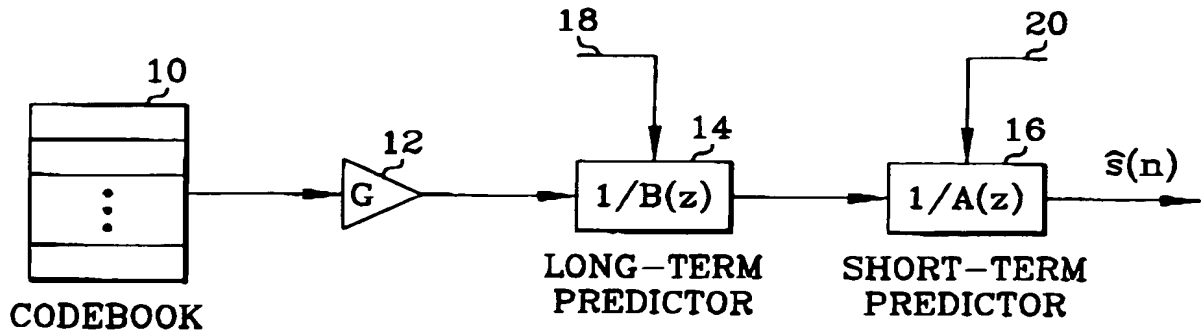 18
20
10
12
14
16
G
1/B(z)
1/A(z)
ŝ(n)
LONG-TERM
PREDICTOR
SHORT-TERM
PREDICTOR
CODEBOOK